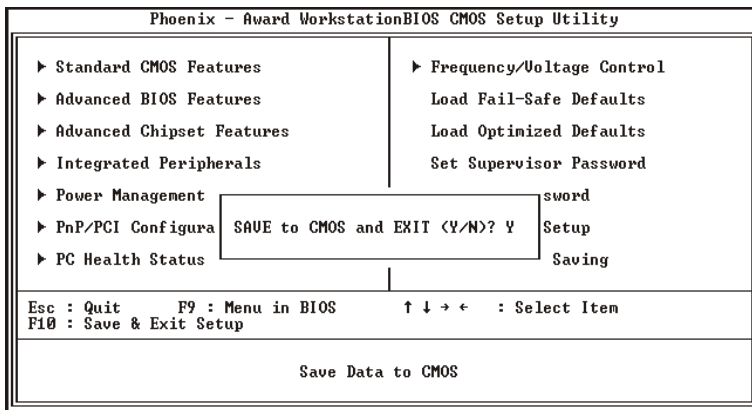 Phoenix - Award WorkstationBIOS CMOS Setup Utility
▶ Standard CMOS Features
▶ Advanced BIOS Features
▶ Advanced Chipset Features
▶ Integrated Peripherals
▶ Power Management
▶ PnP/PCI Configura
▶ PC Health Status
▶ Frequency/Voltage Control
Load Fail-Safe Defaults
Load Optimized Defaults
Set Supervisor Password
sword
Setup
Saving
SAVE to CMOS and EXIT (Y/N)? Y
Esc : Quit F9 : Menu in BIOS ↑ ↓ → ← : Select Item
F10 : Save & Exit Setup
Save Data to CMOS